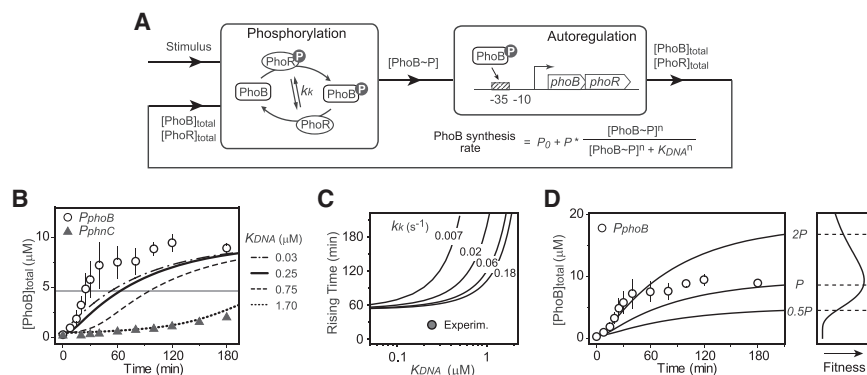 A
Phosphorylation
Autoregulation
Stimulus
PhoR P
PhoB
kk
PhoB P
PhoR
[PhoB]total
[PhoR]total
[PhoB~P]
PhoB P
-35 -10
phoB phoR
[PhoB]total
[PhoR]total
PhoB synthesis rate = P0 + P* [PhoB~P]n / [PhoB~P]n + KDNAn
B
PphoB
PphnC
[PhoB]total (μM)
10
5
0
0 60 120 180
Time (min)
KDNA (μM)
0.03
0.25
0.75
1.70
C
kk (s-1)
0.007
0.02
0.06
0.18
Rising Time (min)
180
120
60
Experim.
0.1 1
KDNA (μM)
D
PphoB
[PhoB]total (μM)
20
10
0
0 60 120 180
Time (min)
2P
P
0.5P
Fitness